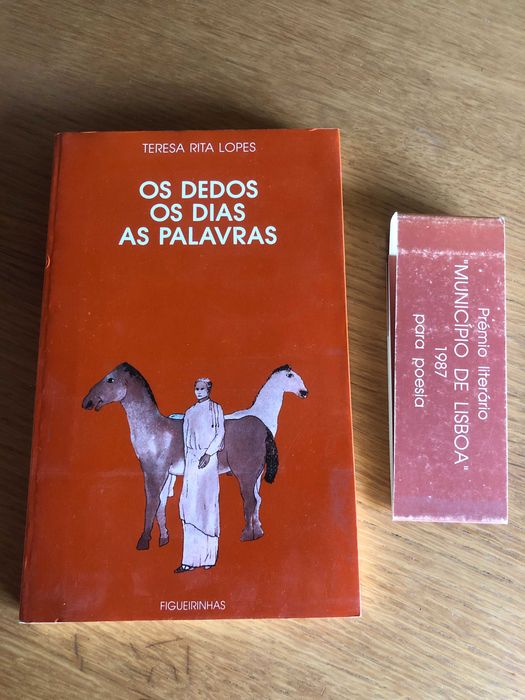 TERESA RITA LOPES
OS DEDOS
OS DIAS
AS PALAVRAS
FIGUEIRINHAS
Prémio literário
"MUNICÍPIO DE LISBOA"
1987
para poesia